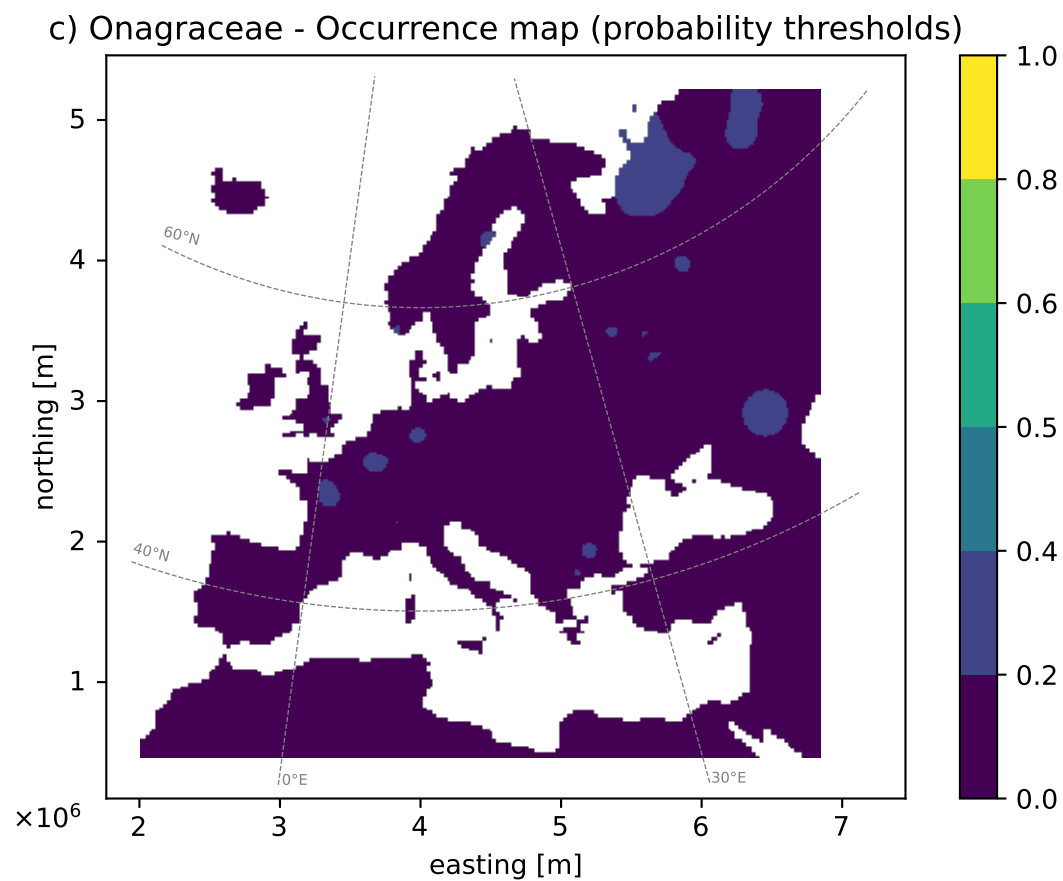 c) Onagraceae - Occurrence map (probability thresholds)
1.0
0.8
0.6
0.5
0.4
0.2
0.0
northing [m]
5
4
3
2
1
60°N
40°N
0°E
30°E
×10⁶
2 3 4 5 6 7
easting [m]